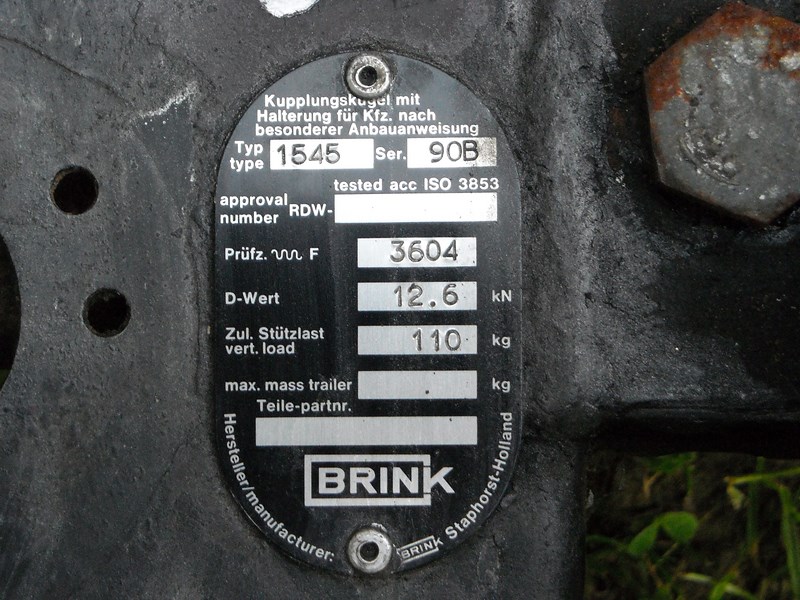 Kupplungskugel mit
Halterung für Kfz. nach
besonderer Anbauanweisung
Typ
type 1545 Ser. 90B
tested acc ISO 3853
approval
number RDW-
Prüfz. F 3604
D-Wert 12.6 kN
Zul. Stützlast
vert. load 110 kg
max. mass trailer kg
Teile-partnr.
BRINK
Hersteller/manufacturer: BRINK Staphorst-Holland